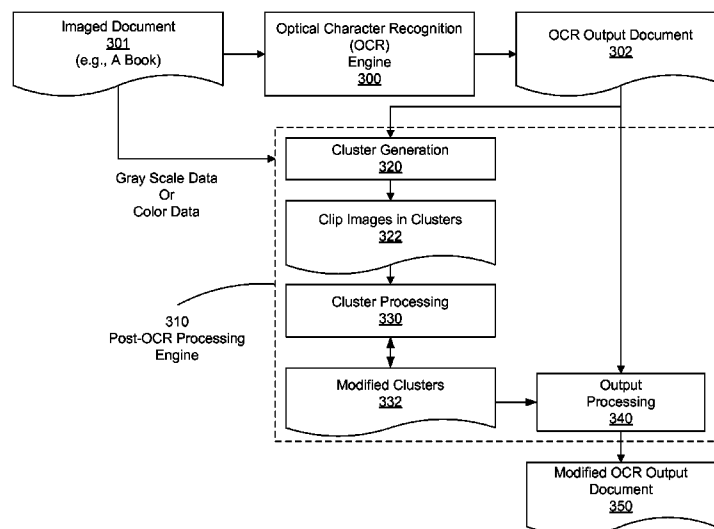 Imaged Document
301
(e.g., A Book)
Optical Character Recognition
(OCR)
Engine
300
OCR Output Document
302
Cluster Generation
320
Gray Scale Data
Or
Color Data
Clip Images in Clusters
322
310
Post-OCR Processing
Engine
Cluster Processing
330
Modified Clusters
332
Output
Processing
340
Modified OCR Output
Document
350